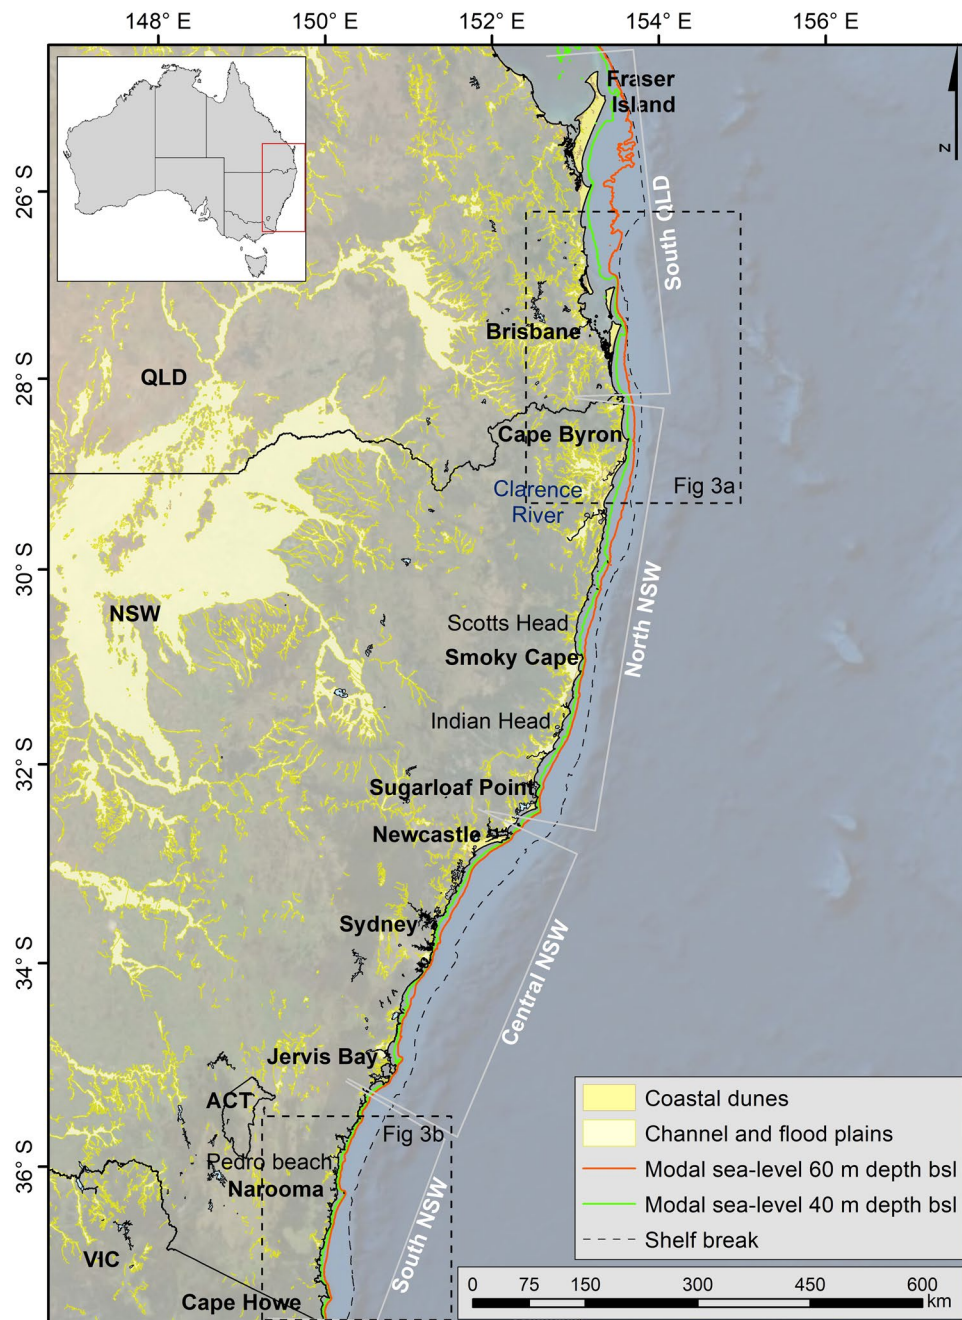 148° E
150° E
152° E
154° E
156° E
Fraser
Island
z
26° S
South QLD
Brisbane
28° S
QLD
Cape Byron
Clarence
River
Fig 3a
30° S
NSW
North NSW
Scotts Head
Smoky Cape
Indian Head
32° S
Sugarloaf Point
Newcastle
Sydney
34° S
Central NSW
Jervis Bay
ACT
Fig 3b
Pedro beach
36° S
Narooma
South NSW
VIC
Cape Howe
Coastal dunes
Channel and flood plains
Modal sea-level 60 m depth bsl
Modal sea-level 40 m depth bsl
Shelf break
0 75 150 300 450 600
km